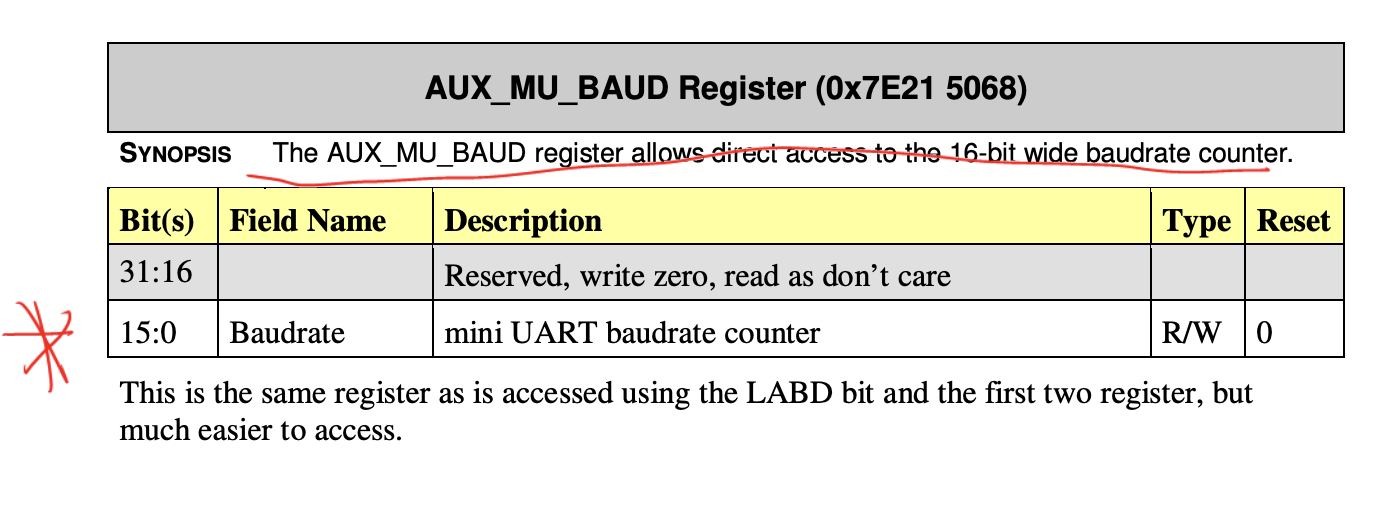 AUX_MU_BAUD Register (0x7E21 5068)
SYNOPSIS The AUX_MU_BAUD register allows direct access to the 16-bit wide baudrate counter.
Bit(s) Field Name Description Type Reset
31:16 Reserved, write zero, read as don’t care
15:0 Baudrate mini UART baudrate counter R/W 0
This is the same register as is accessed using the LABD bit and the first two register, but
much easier to access.